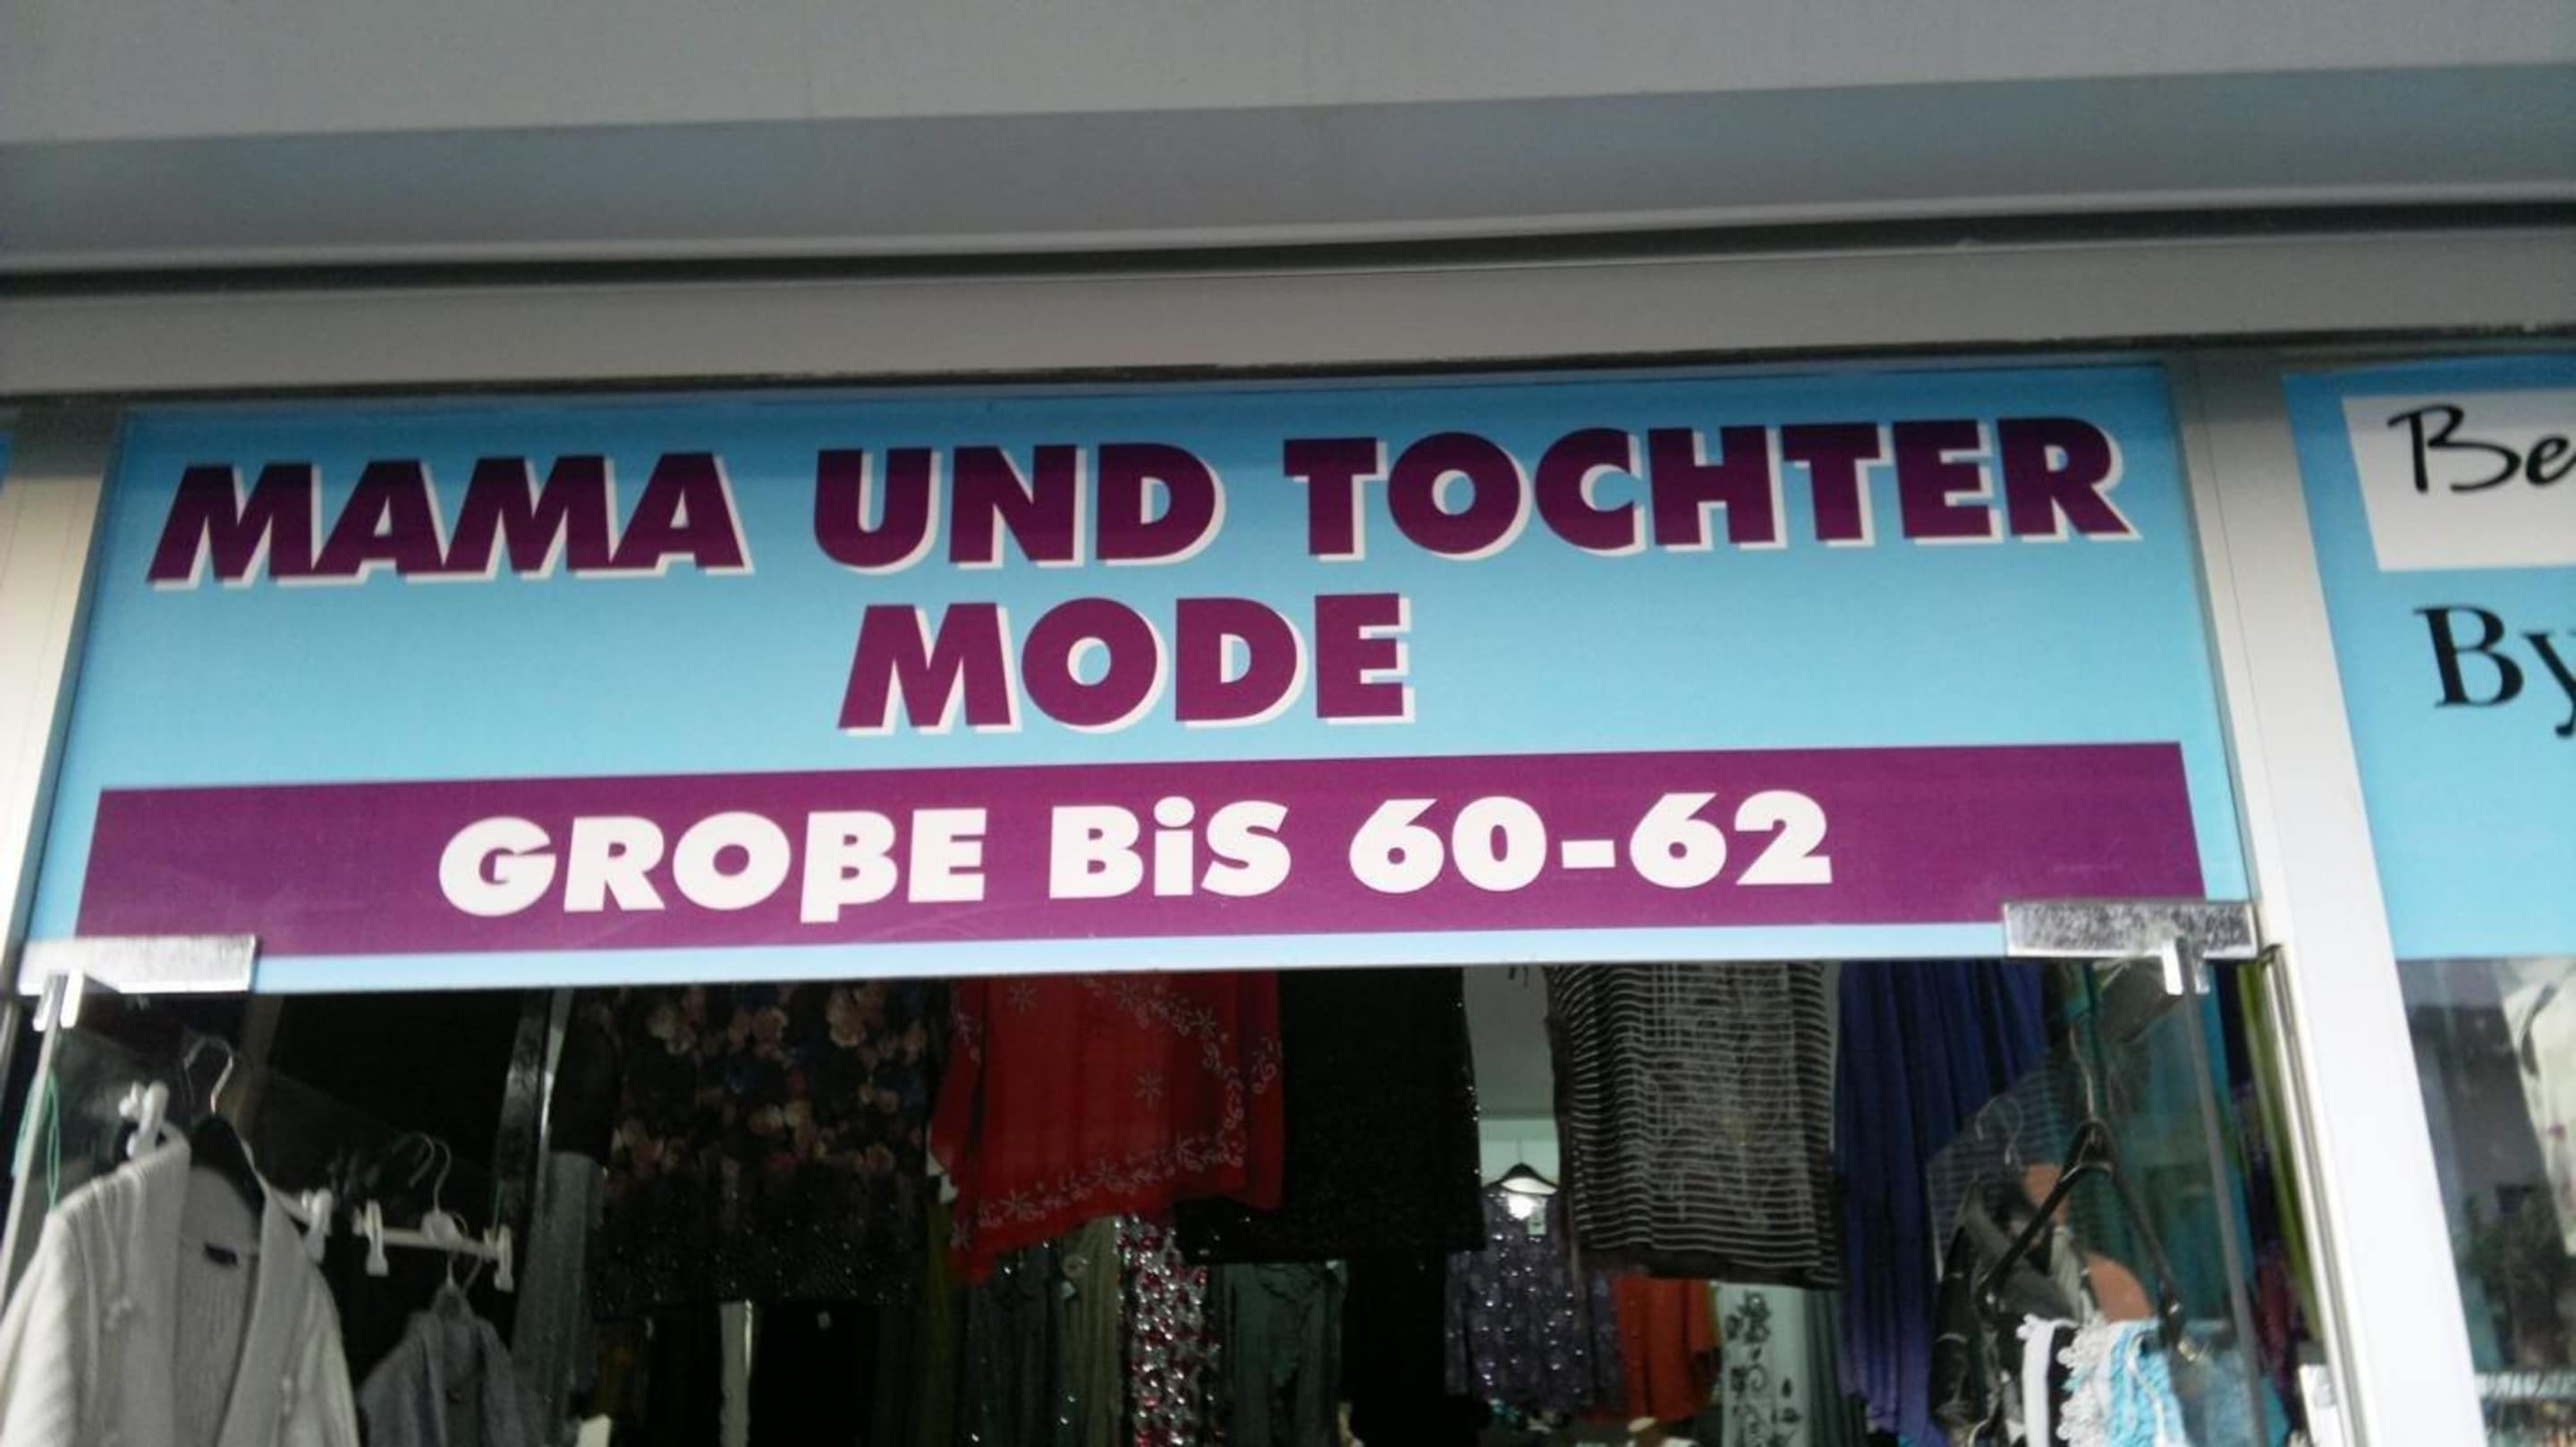 MAMA UND TOCHTER
MODE
GROβE BiS 60-62